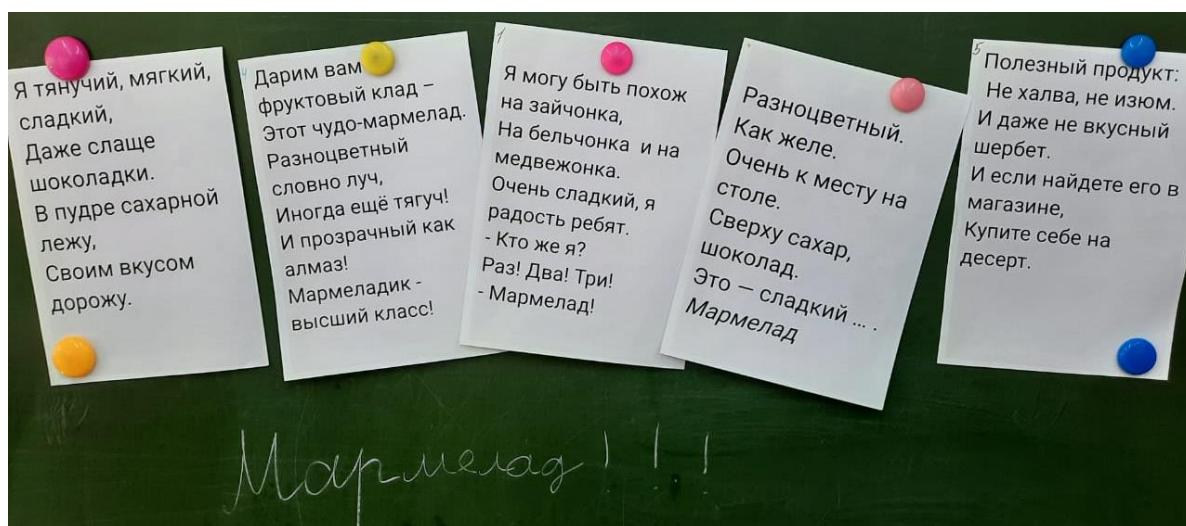 Я тянучий, мягкий,
сладкий,
Даже слаще
шоколадки.
В пудре сахарной
лежу,
Своим вкусом
дорожу.
4
Дарим вам
фруктовый клад –
Этот чудо-мармелад.
Разноцветный
словно луч,
Иногда ещё тягуч!
И прозрачный как
алмаз!
Мармеладик -
высший класс!
1
Я могу быть похож
на зайчонка,
На бельчонка и на
медвежонка.
Очень сладкий, я
радость ребят.
- Кто же я?
Раз! Два! Три!
- Мармелад!
Разноцветный.
Как желе.
Очень к месту на
столе.
Сверху сахар,
шоколад.
Это – сладкий ... .
Мармелад
5
Полезный продукт:
Не халва, не изюм.
И даже не вкусный
шербет.
И если найдете его в
магазине,
Купите себе на
десерт.
Мармелад!!!